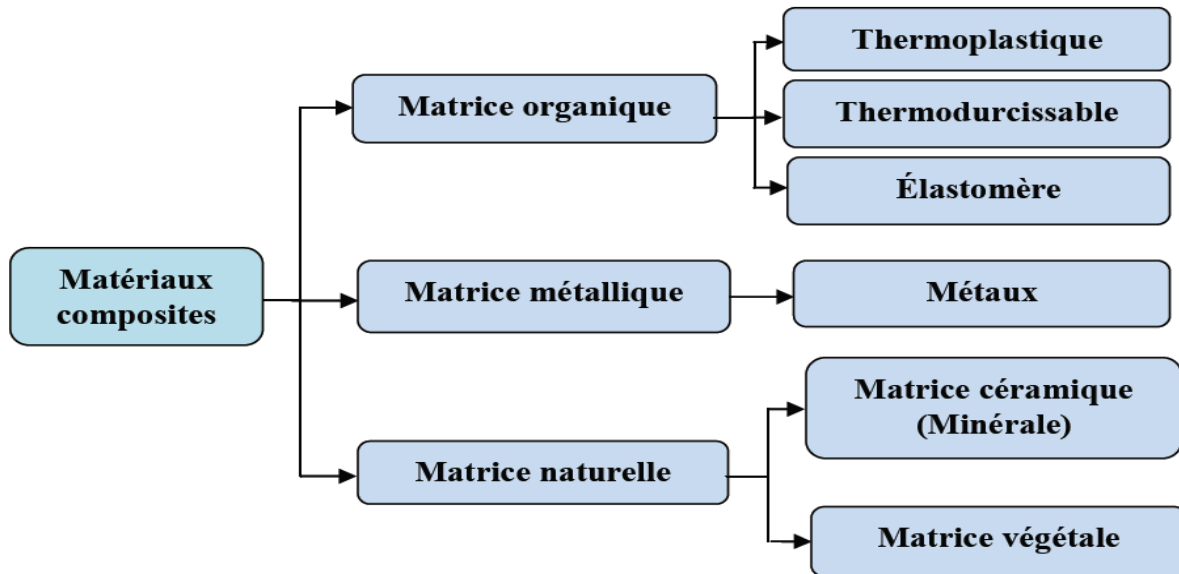 Thermoplastique
Matrice organique
Thermodurcissable
Élastomère
Matériaux
composites
Matrice métallique
Métaux
Matrice céramique
(Minérale)
Matrice naturelle
Matrice végétale